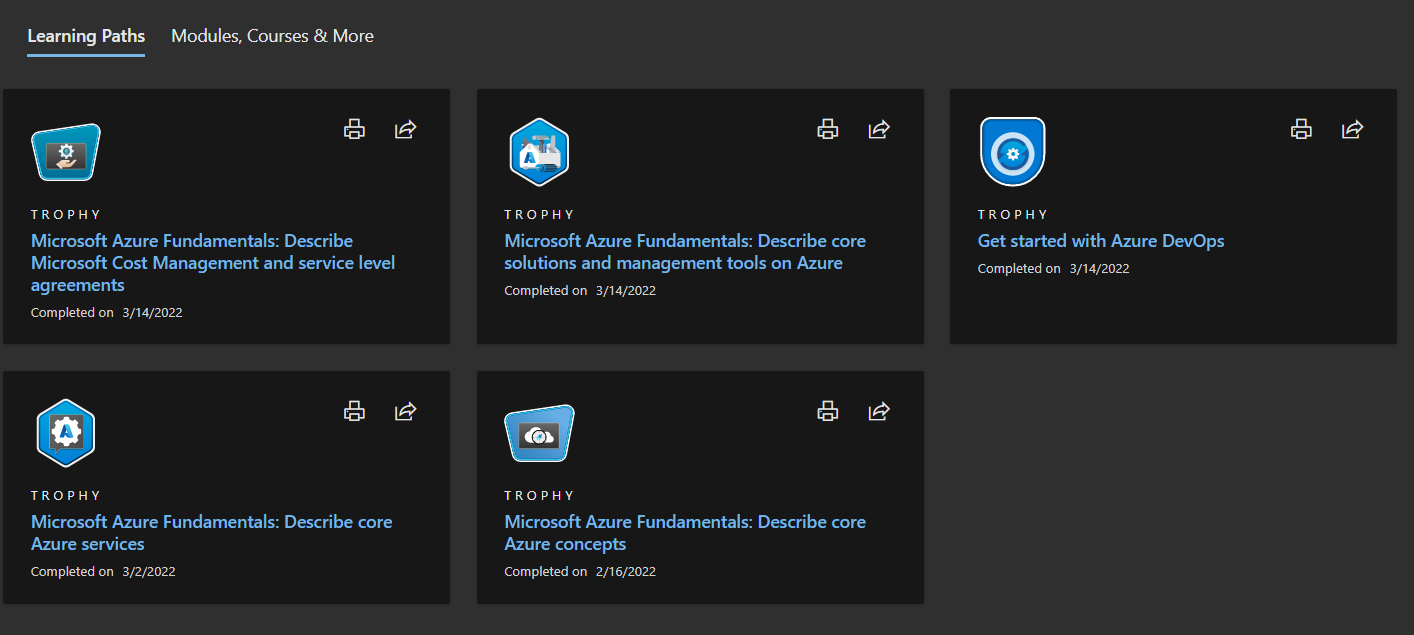 Learning Paths
Modules, Courses & More
TROPHY
Microsoft Azure Fundamentals: Describe
Microsoft Cost Management and service level
agreements
Completed on 3/14/2022
TROPHY
Microsoft Azure Fundamentals: Describe core
solutions and management tools on Azure
Completed on 3/14/2022
TROPHY
Get started with Azure DevOps
Completed on 3/14/2022
TROPHY
Microsoft Azure Fundamentals: Describe core
Azure services
Completed on 3/2/2022
TROPHY
Microsoft Azure Fundamentals: Describe core
Azure concepts
Completed on 2/16/2022